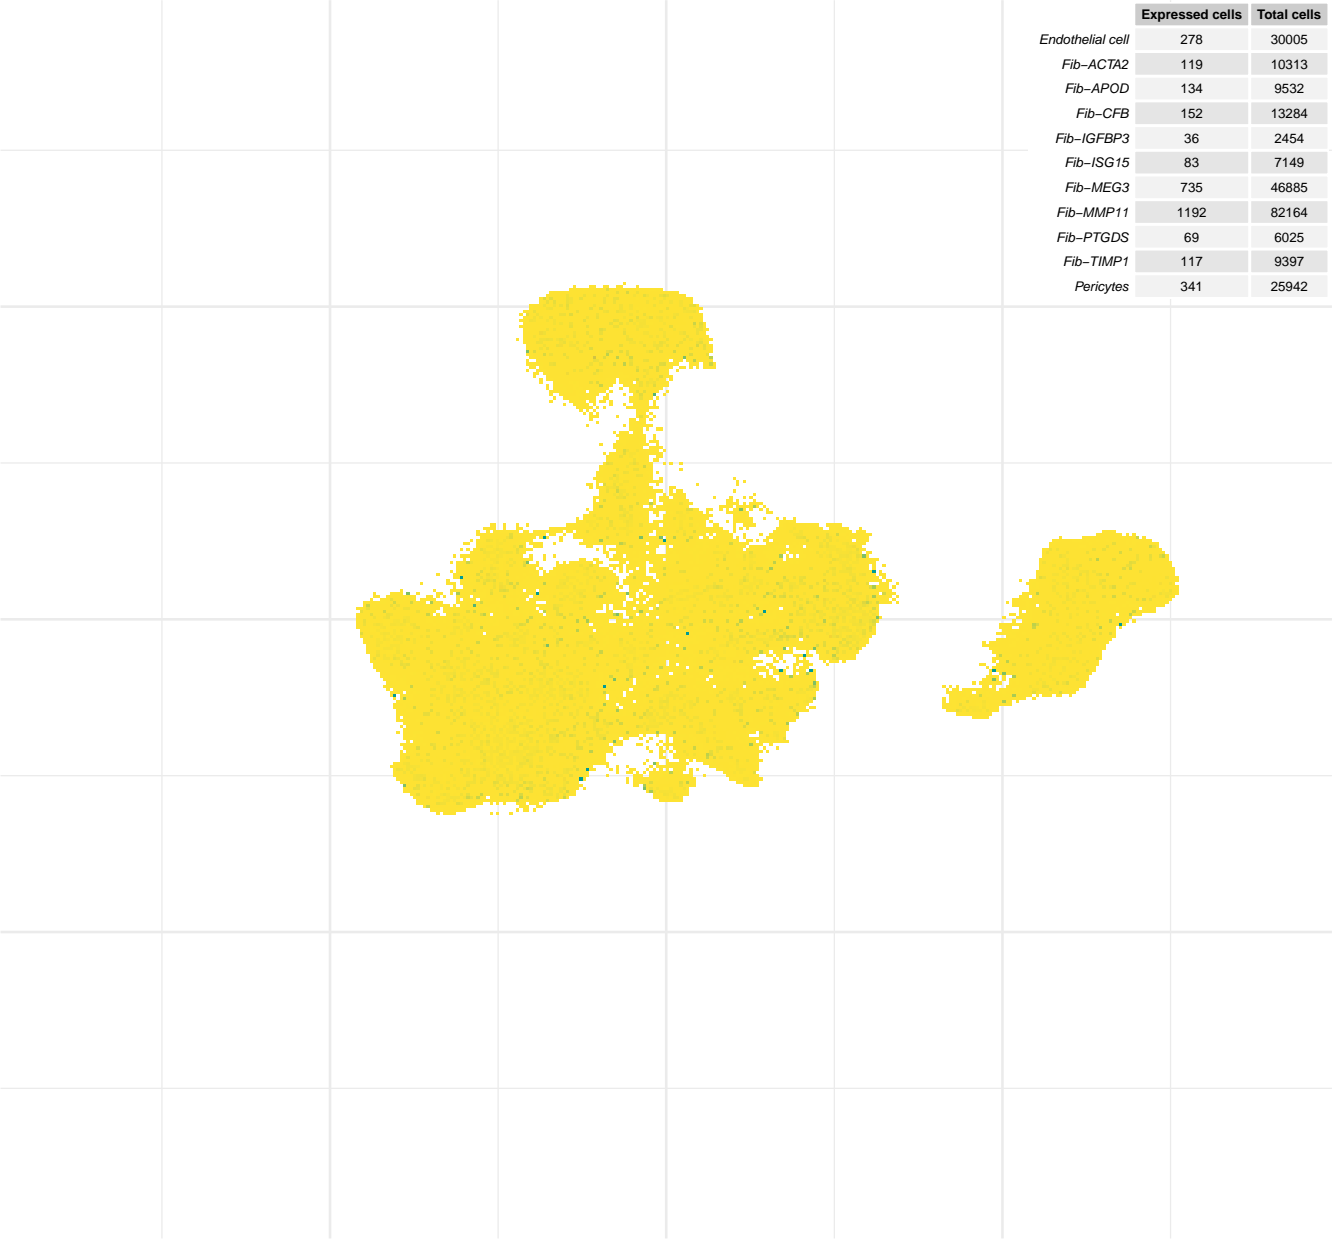 Expressed cells Total cells
Endothelial cell 278 30005
Fib−ACTA2 119 10313
Fib−APOD 134 9532
Fib−CFB 152 13284
Fib−IGFBP3 36 2454
Fib−ISG15 83 7149
Fib−MEG3 735 46885
Fib−MMP11 1192 82164
Fib−PTGDS 69 6025
Fib−TIMP1 117 9397
Pericytes 341 25942